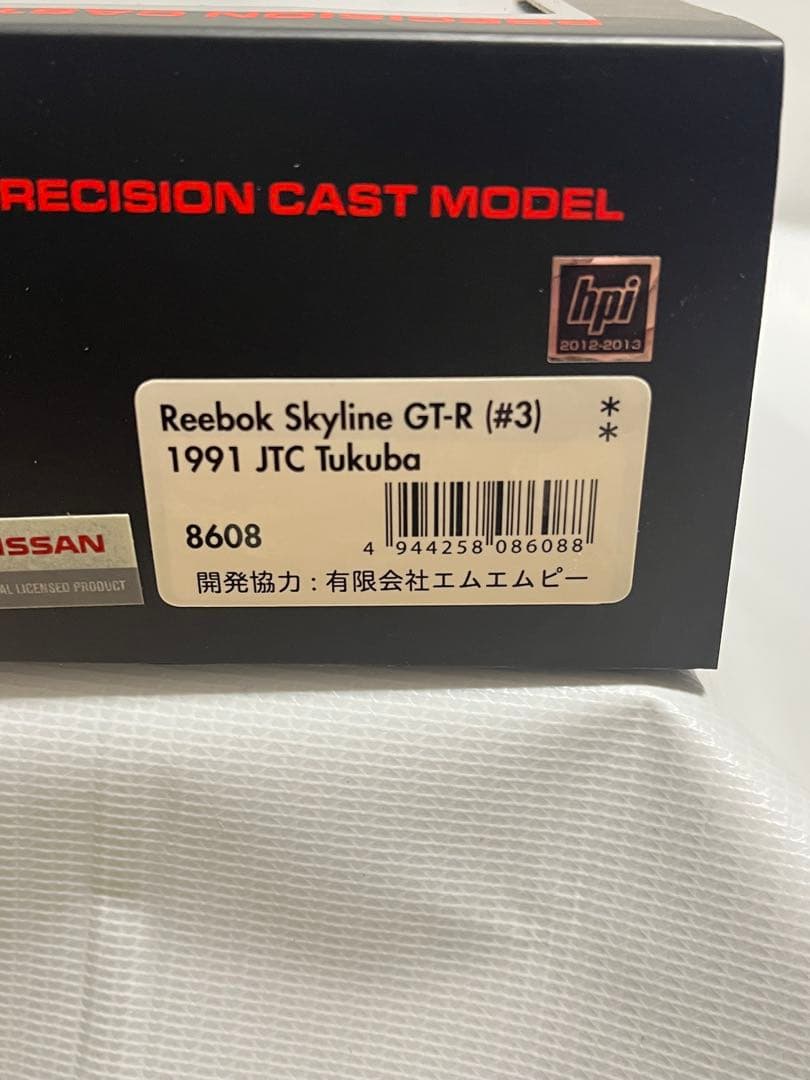 RECISION CAST MODEL
hpi
2012-2013
Reebok Skyline GT-R (#3) **
1991 JTC Tukuba
8608
4 944258 086088
開発協力 : 有限会社エムエムピー
ISSAN
AL LICENSED PRODUCT